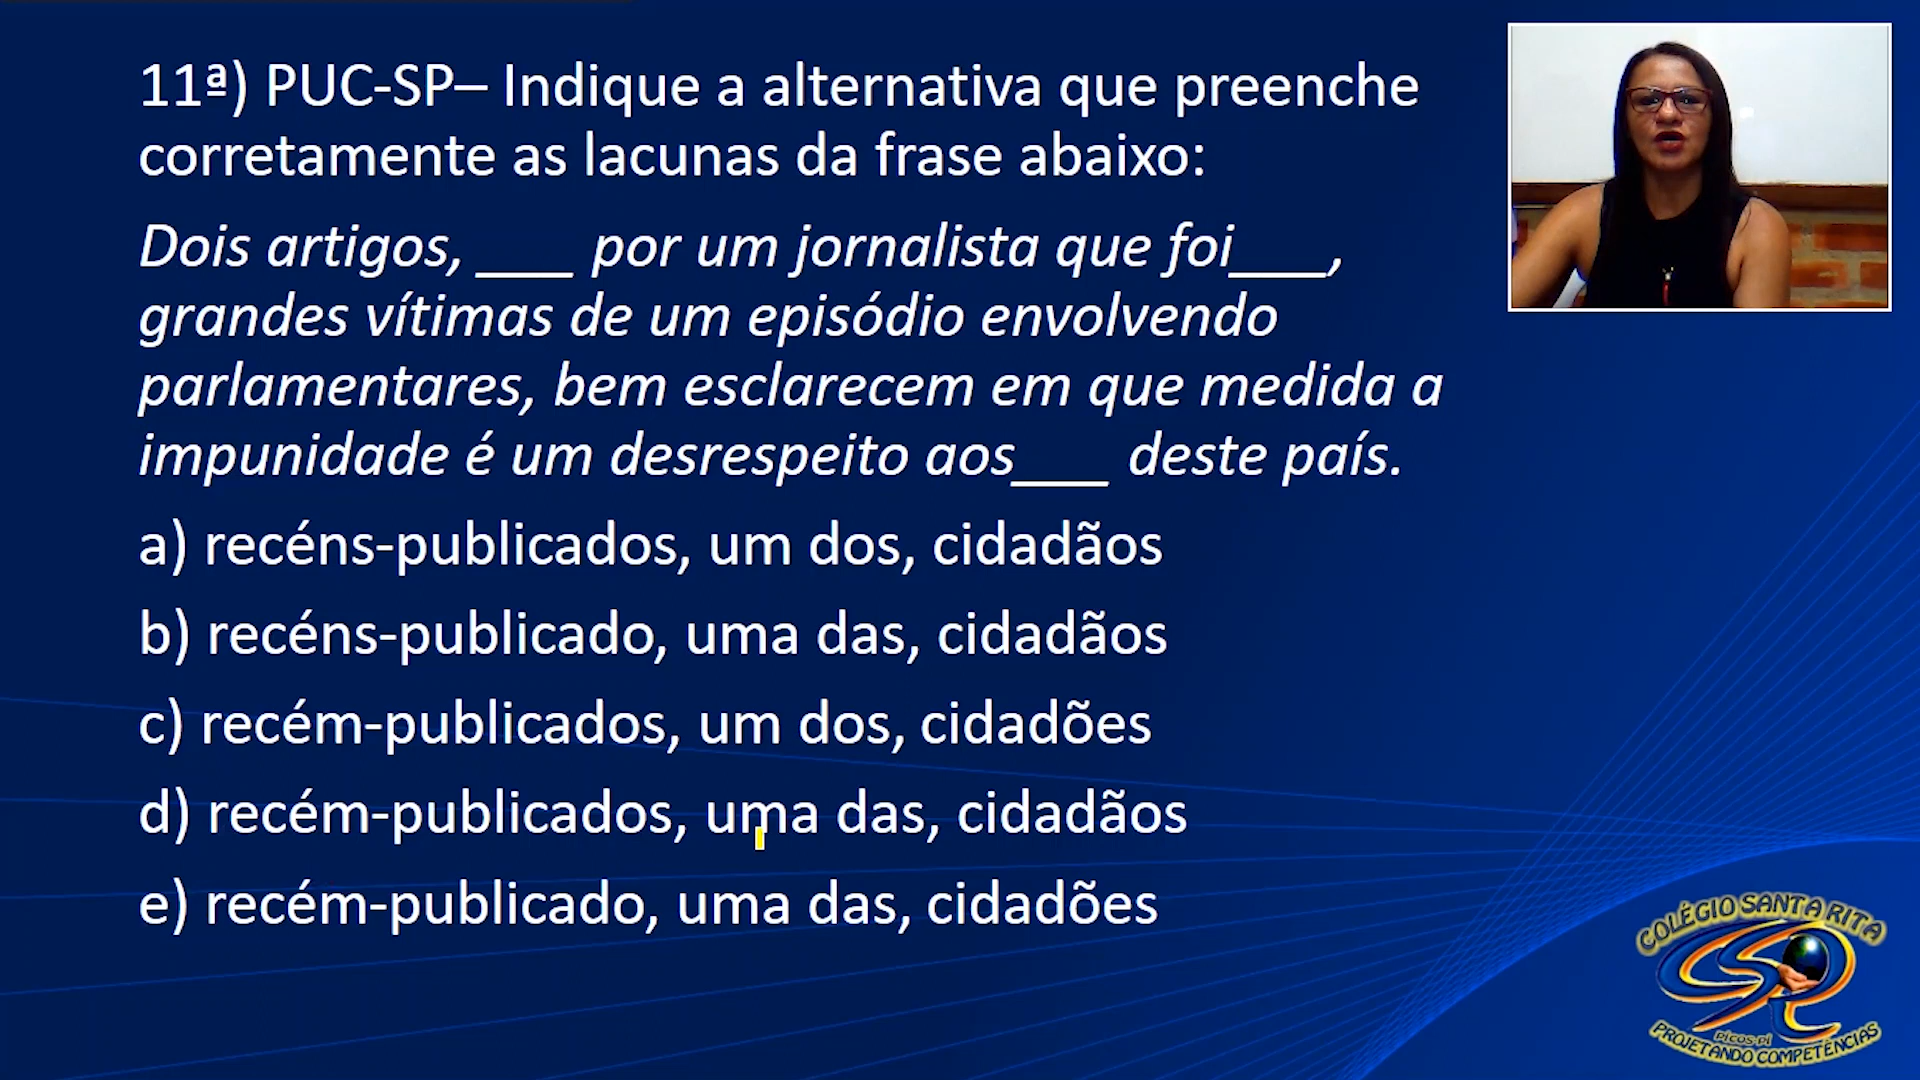 11ª) PUC-SP– Indique a alternativa que preenche
corretamente as lacunas da frase abaixo:
Dois artigos, ___ por um jornalista que foi___,
grandes vítimas de um episódio envolvendo
parlamentares, bem esclarecem em que medida a
impunidade é um desrespeito aos___ deste país.
a) recéns-publicados, um dos, cidadãos
b) recéns-publicado, uma das, cidadãos
c) recém-publicados, um dos, cidadões
d) recém-publicados, uma das, cidadãos
e) recém-publicado, uma das, cidadões
COLÉGIO SANTA RITA
CSR
PICOS-PI
PROJETANDO COMPETÊNCIAS